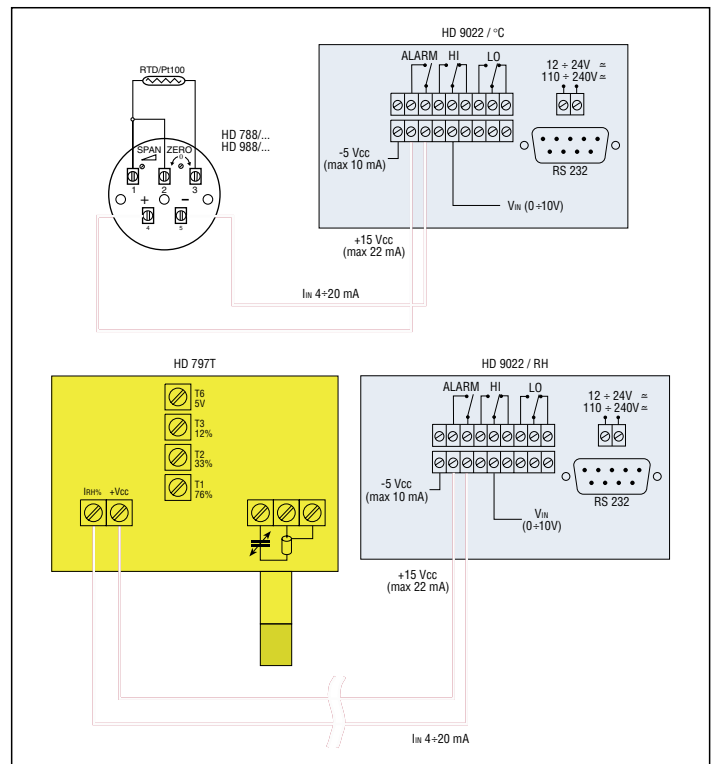 HD 9022 / °C
RTD/Pt100
HD 788/...
HD 988/...
SPAN ZERO
0
1 2 3
+ −
4 5
ALARM HI LO
12 ÷ 24V ≃
110 ÷ 240V ≃
-5 Vcc
(max 10 mA)
RS 232
VIN (0÷10V)
+15 Vcc
(max 22 mA)
IIN 4÷20 mA
HD 797T
T6
5V
T3
12%
T2
33%
T1
76%
IRH% +Vcc
HD 9022 / RH
ALARM HI LO
12 ÷ 24V ≃
110 ÷ 240V ≃
-5 Vcc
(max 10 mA)
RS 232
VIN
(0÷10V)
+15 Vcc
(max 22 mA)
IIN 4÷20 mA